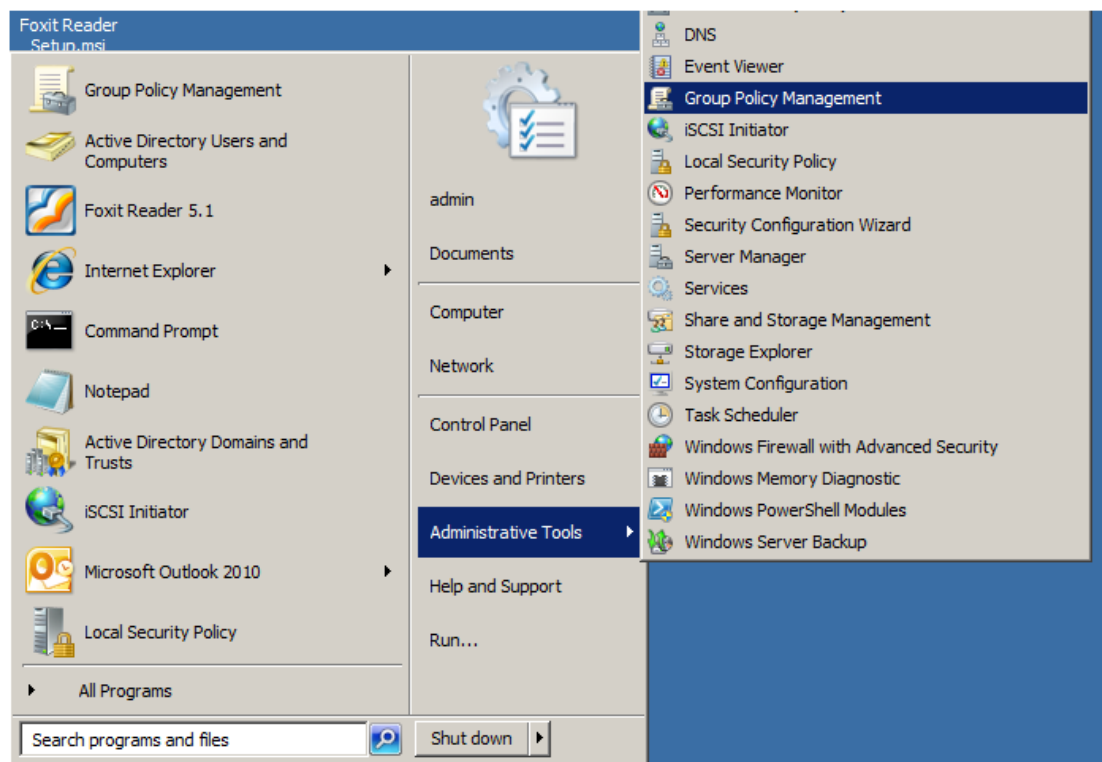 Foxit Reader
Setup.msi
Group Policy Management
Active Directory Users and
Computers
Foxit Reader 5.1
Internet Explorer
C:\_
Command Prompt
Notepad
Active Directory Domains and
Trusts
iSCSI Initiator
Microsoft Outlook 2010
Local Security Policy
All Programs
Search programs and files
admin
Documents
Computer
Network
Control Panel
Devices and Printers
Administrative Tools
Help and Support
Run...
Shut down
DNS
Event Viewer
Group Policy Management
iSCSI Initiator
Local Security Policy
Performance Monitor
Security Configuration Wizard
Server Manager
Services
Share and Storage Management
Storage Explorer
System Configuration
Task Scheduler
Windows Firewall with Advanced Security
Windows Memory Diagnostic
Windows PowerShell Modules
Windows Server Backup